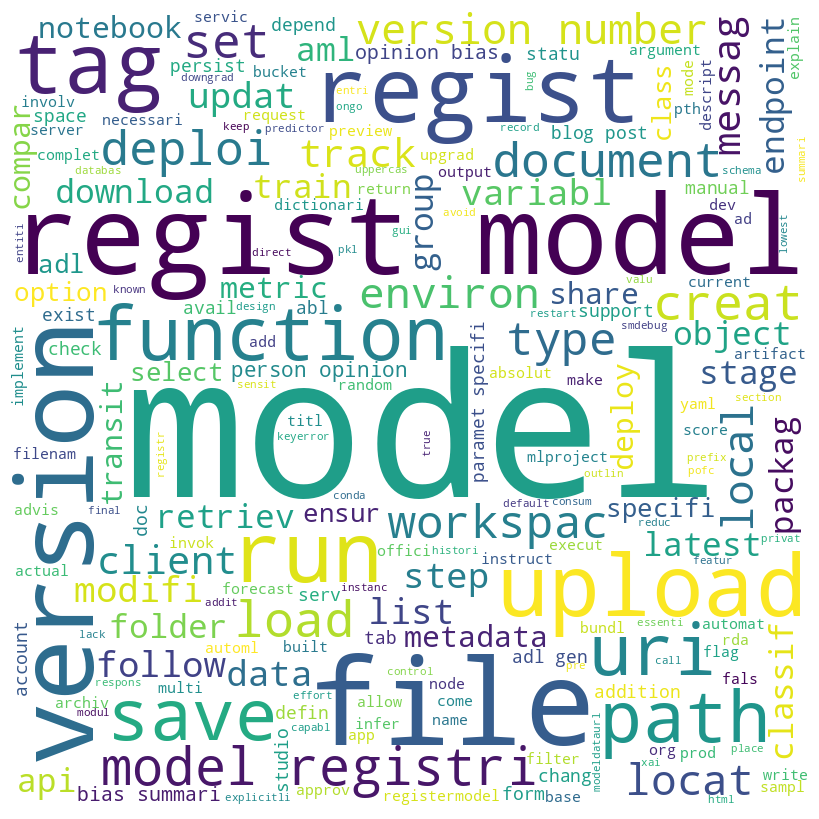 notebook
servic
depend
version number
notebook
set
aml
opinion bias
statu
argument
explain
tag
persist
downgrad
bucket
regist
class
mode
messag
descript
endpoint
involv
space
server
necessari
updat
request
entri
ongo
bug
pth
compar
complet
databas
deploi
keep
predictor
preview
track
upgrad
record
blog post
document
output
schema
summari
download
train
uppercas
return
dictionari
variabl
manual
dev
ad
regist model
group
gui
avoid
direct
pkl
lowest
entiti
adl
metric
environ
share
valu
current
creat
option
known
avail
design
abl
restart
support
exist
function
add
type
smdebug
object
artifact
implement
check
select
person opinion
absolut
make
stage
version
transit
sensit
random
paramet specifi
deploy
yaml
section
titl
model
local
score
packag
filenam
registr
keyerror
true
mlproject
outlin
prefix
pofc
advis
final
doc
retriev
conda
ensur
default
consum
workspac
specifi
reduc
latest
privat
actual
client
invok
run
offici
histori
instruct
execut
featur
account
modifi
forecast
serv
instanc
step
upload
lack
folder
addit
load
list
bundl
essenti
automat
automl
tab
metadata
call
rda
flag
classif
follow
built
data
control
pre
adl gen
uri
file
archiv
respons
multi
effort
allow
node
come
name
addition
fals
save
modul
defin
capabl
infer
app
path
api
model registri
studio
filter
org
prod
place
xai
chang
modeldataurl
locat
write
sampl
bias summari
explicitli
approv
registermodel
form
base
html